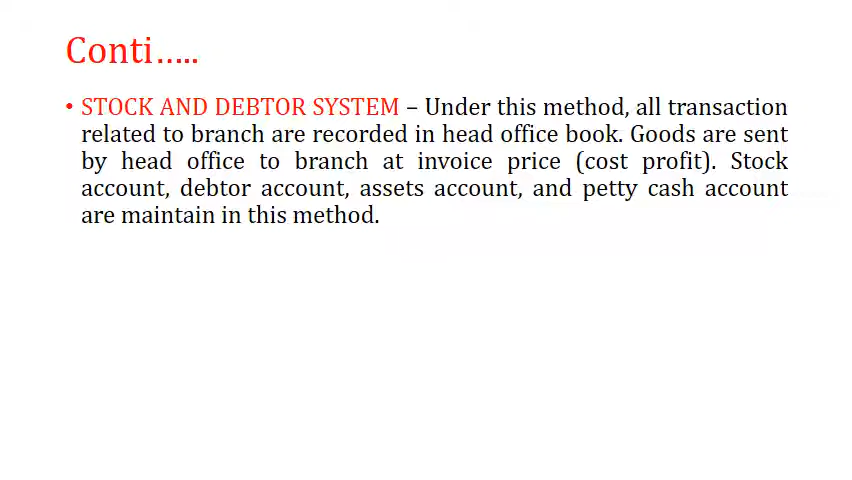 Conti…..
• STOCK AND DEBTOR SYSTEM – Under this method, all transaction
related to branch are recorded in head office book. Goods are sent
by head office to branch at invoice price (cost profit). Stock
account, debtor account, assets account, and petty cash account
are maintain in this method.